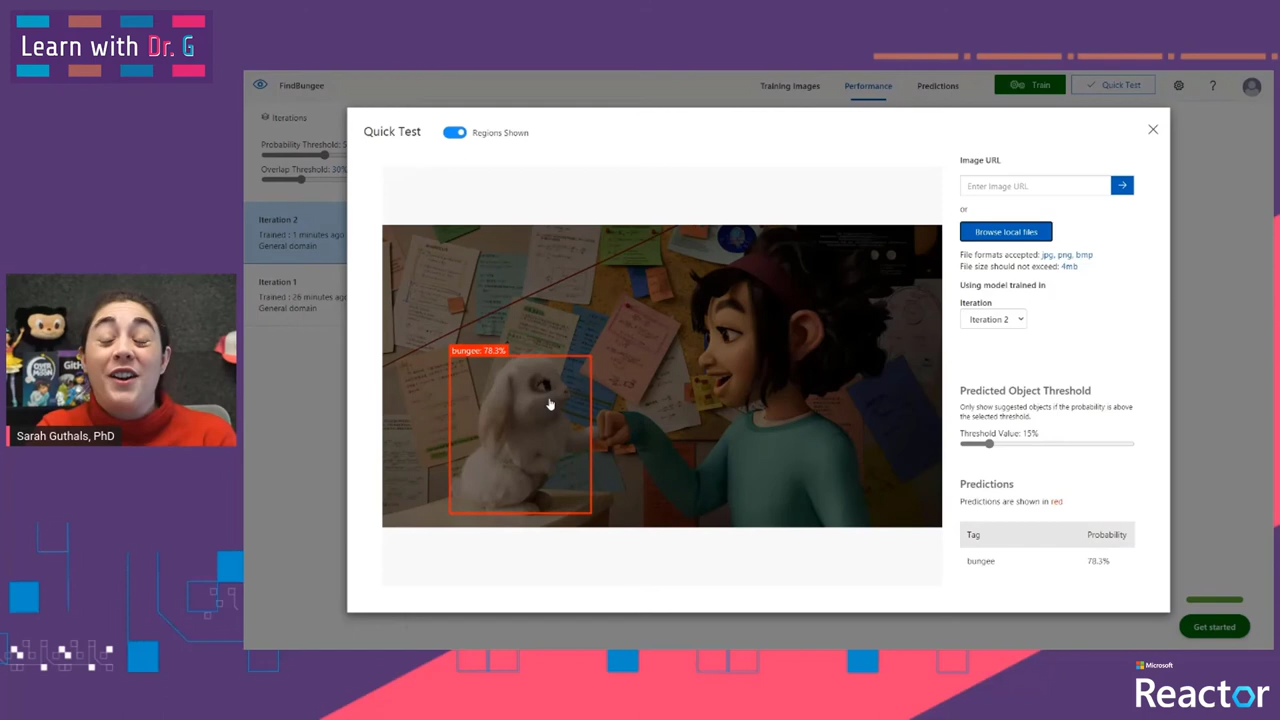 Learn with Dr. G
FindBungee
Training Images
Performance
Predictions
Train
Quick Test
?
Iterations
Probability Threshold: 5
Overlap Threshold: 30%
Iteration 2
Trained : 1 minutes ago
General domain
Iteration 1
Trained : 26 minutes ago
General domain
Quick Test
Regions Shown
bungee: 78.3%
Image URL
Enter Image URL
or
Browse local files
File formats accepted: jpg, png, bmp
File size should not exceed: 4mb
Using model trained in
Iteration
Iteration 2
Predicted Object Threshold
Only show suggested objects if the probability is above
the selected threshold.
Threshold Value: 15%
Predictions
Predictions are shown in red
Tag Probability
bungee 78.3%
Get started
OVER
MOON
GitH
Sarah Guthals, PhD
Microsoft
Reactor